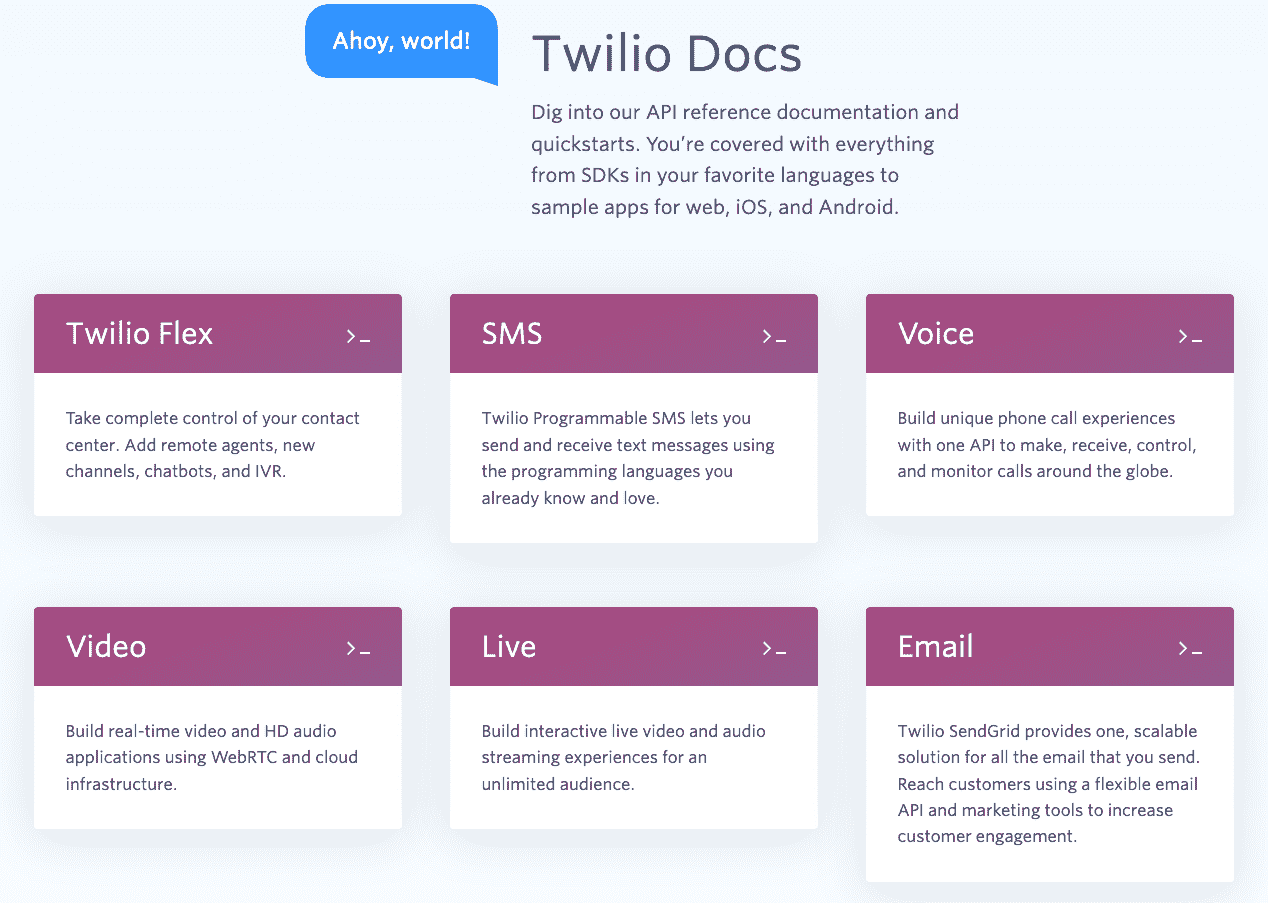 Ahoy, world!
Twilio Docs
Dig into our API reference documentation and
quickstarts. You’re covered with everything
from SDKs in your favorite languages to
sample apps for web, iOS, and Android.
Twilio Flex >_
Take complete control of your contact
center. Add remote agents, new
channels, chatbots, and IVR.
SMS >_
Twilio Programmable SMS lets you
send and receive text messages using
the programming languages you
already know and love.
Voice >_
Build unique phone call experiences
with one API to make, receive, control,
and monitor calls around the globe.
Video >_
Build real-time video and HD audio
applications using WebRTC and cloud
infrastructure.
Live >_
Build interactive live video and audio
streaming experiences for an
unlimited audience.
Email >_
Twilio SendGrid provides one, scalable
solution for all the email that you send.
Reach customers using a flexible email
API and marketing tools to increase
customer engagement.